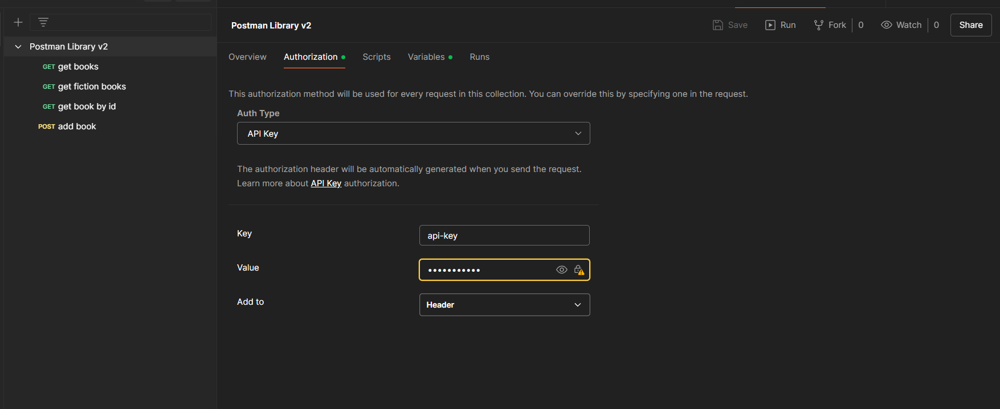 Postman Library v2
Save
Run
Fork
0
Watch
0
Share
Postman Library v2
GET get books
GET get fiction books
GET get book by id
POST add book
Overview
Authorization
Scripts
Variables
Runs
This authorization method will be used for every request in this collection. You can override this by specifying one in the request.
Auth Type
API Key
The authorization header will be automatically generated when you send the request.
Learn more about API Key authorization.
Key
api-key
Value
•••••••••••
Add to
Header